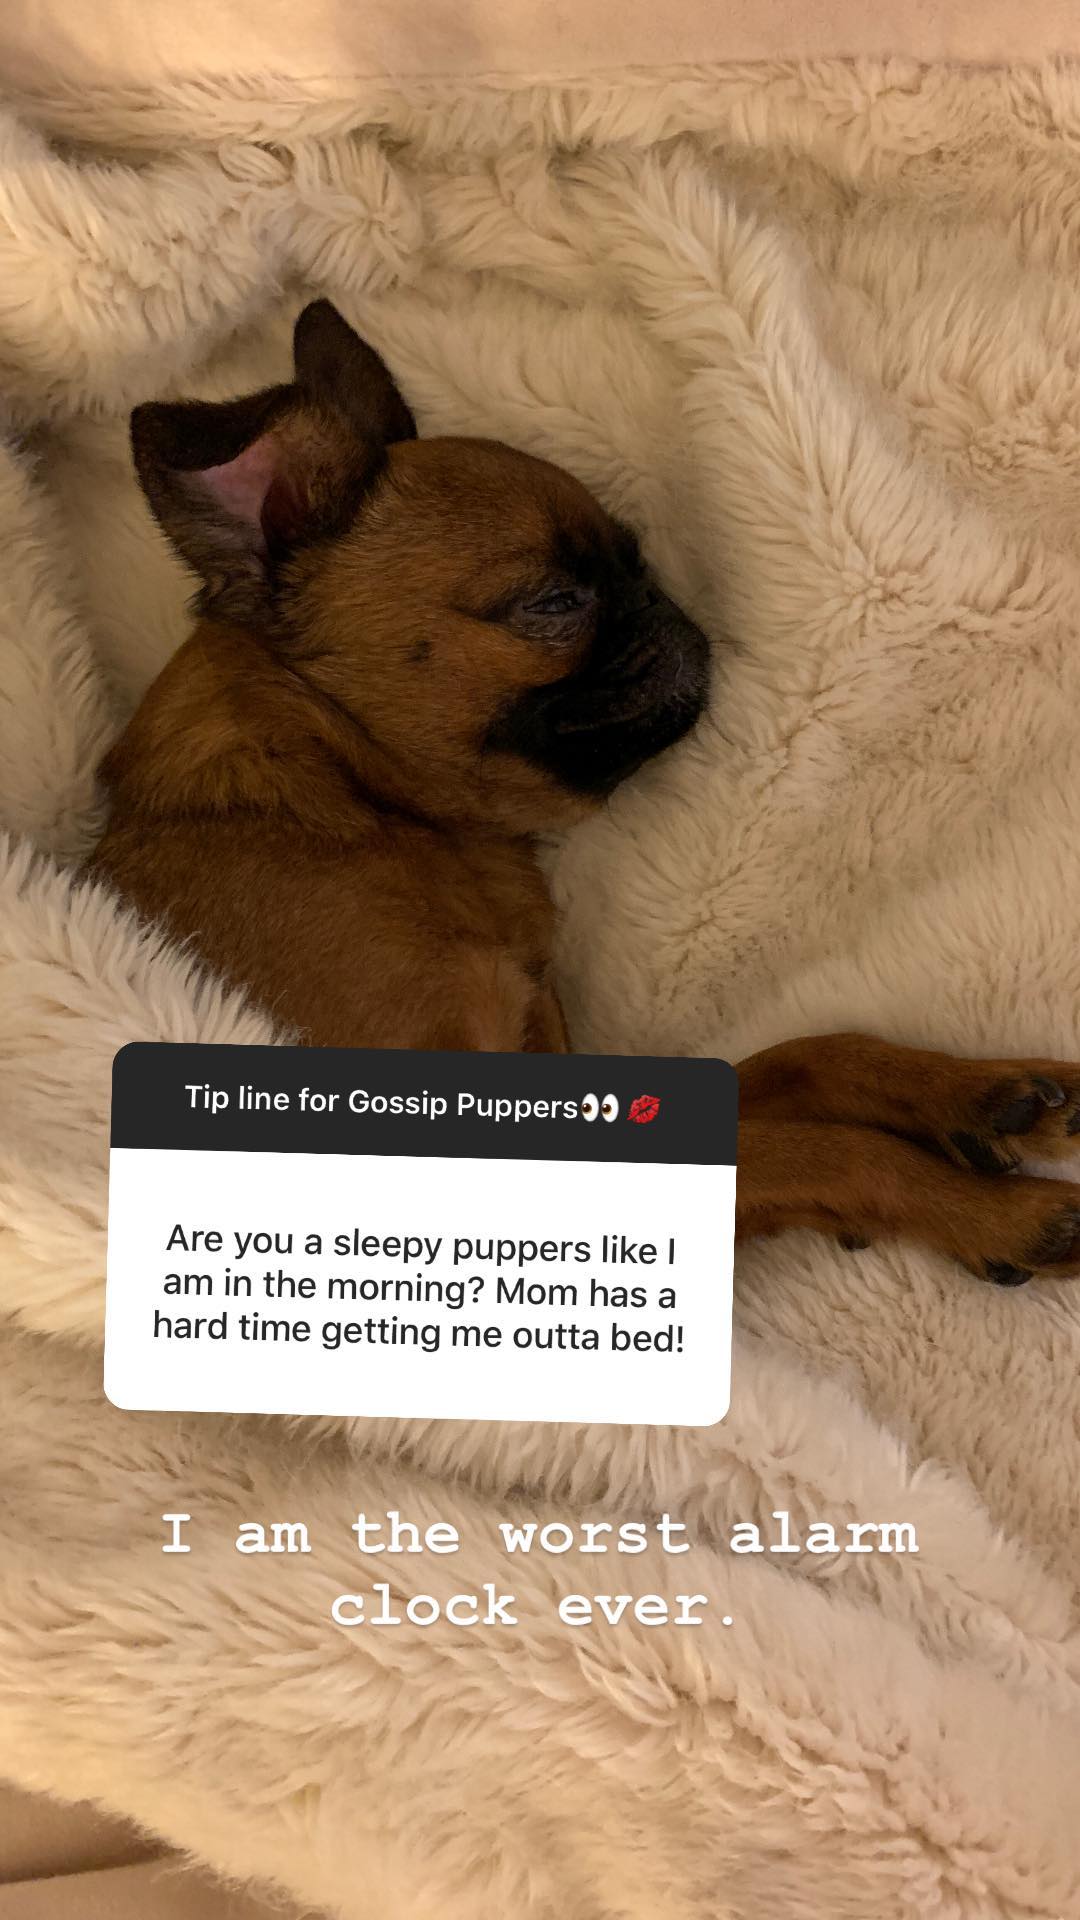 Tip line for Gossip Puppers👀 💋
Are you a sleepy puppers like I
am in the morning? Mom has a
hard time getting me outta bed!
I am the worst alarm
clock ever.